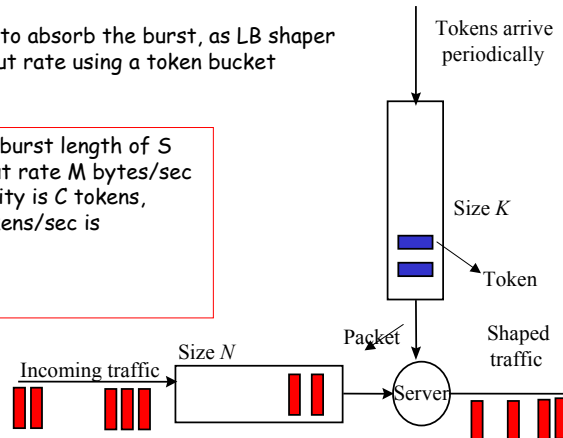 to absorb the burst, as LB shaper
ut rate using a token bucket
burst length of S
ut rate M bytes/sec
ity is C tokens,
ens/sec is
Tokens arrive
periodically
Size K
Token
Packet
Shaped
traffic
Size N
Incoming traffic
Server